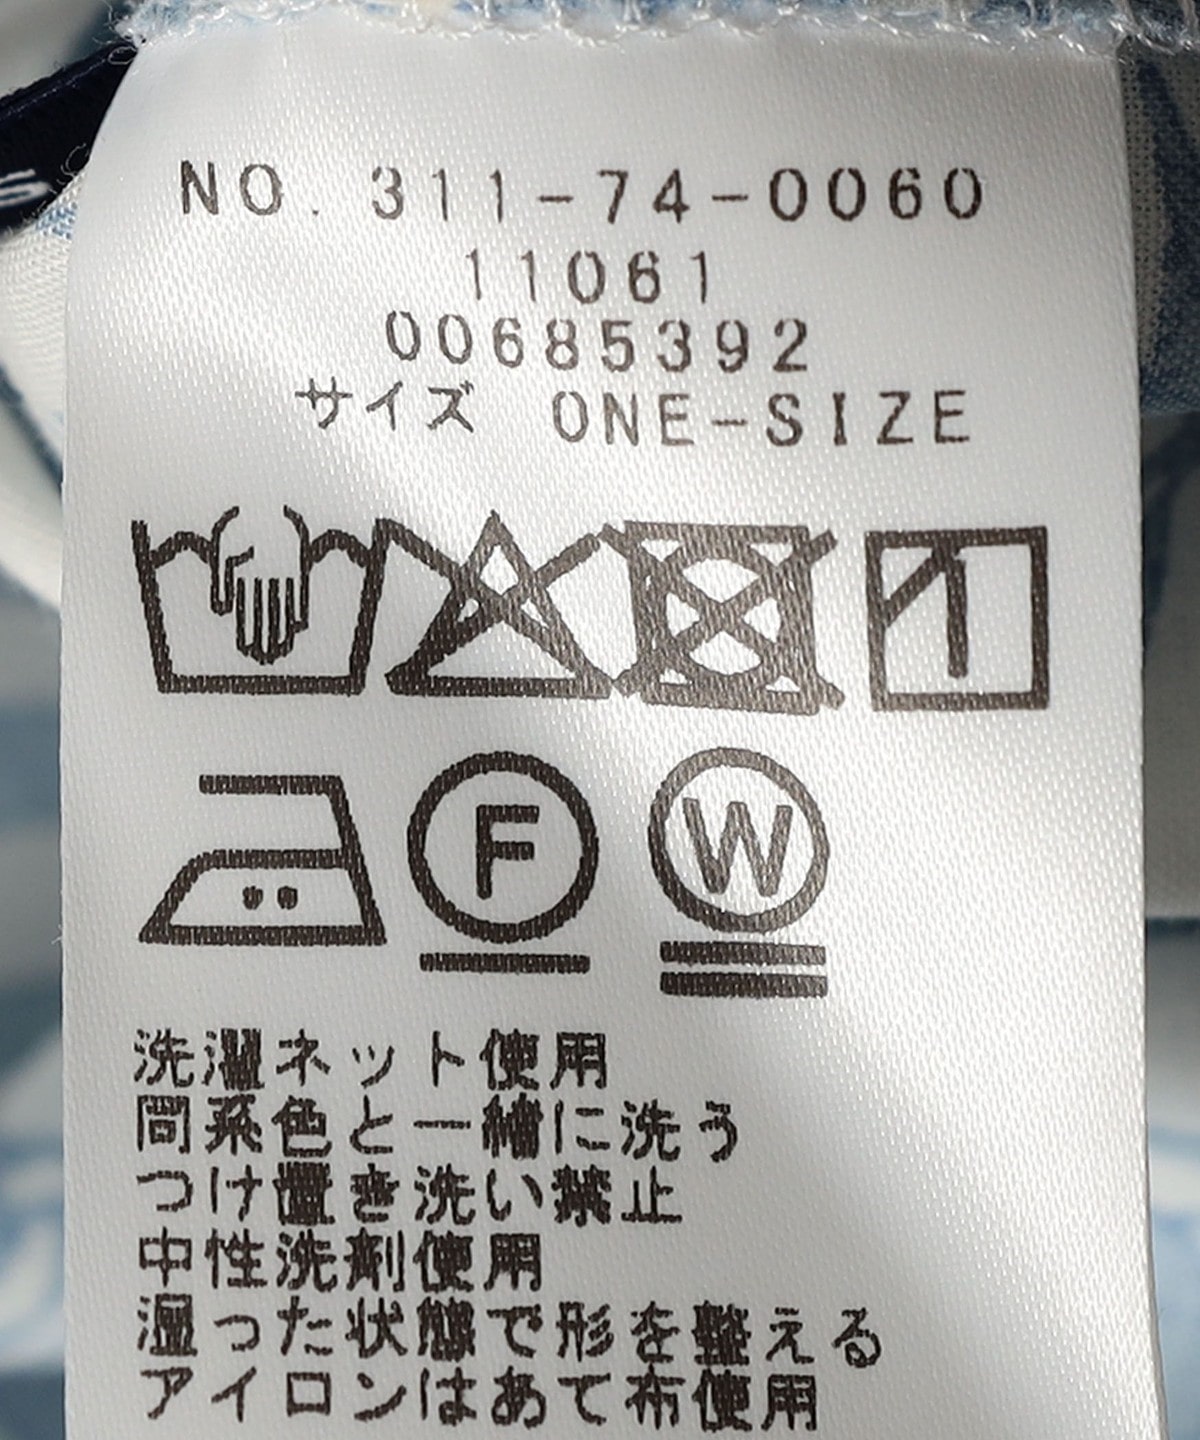 NO. 311-74-0060
11061
00685392
サイズ ONE-SIZE
F W
洗濯ネット使用
同系色と一緒に洗う
つけ置き洗い禁止
中性洗剤使用
湿った状態で形を整える
アイロンはあて布使用